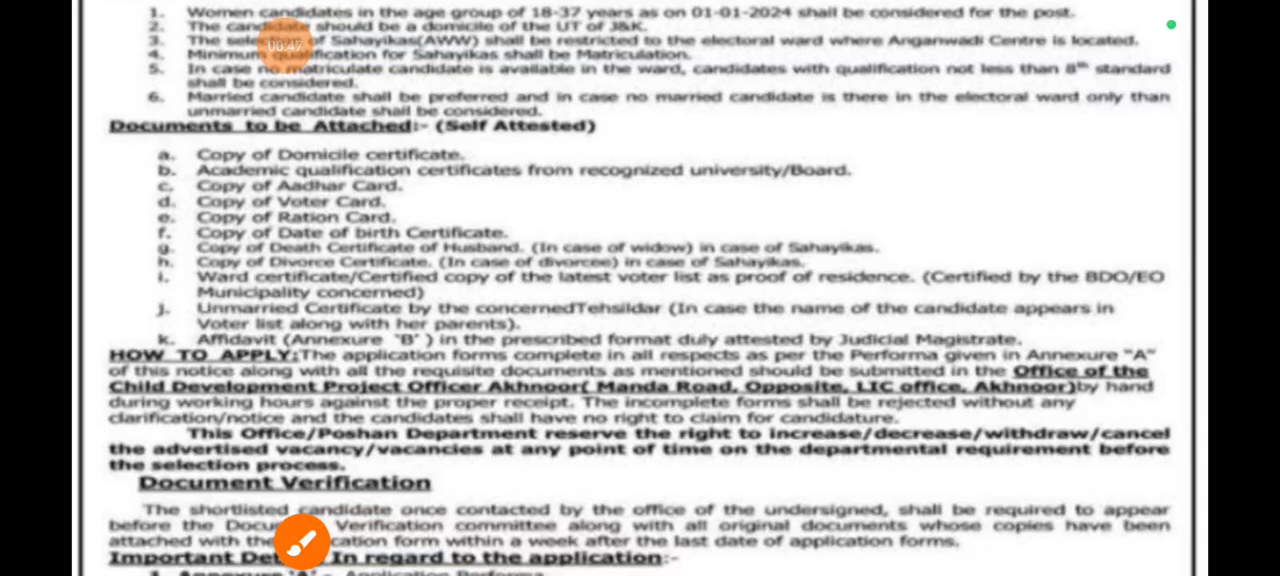 1. Women candidates in the age group of 18-37 years as on 01-01-2024 shall be considered for the post.
2. The candidate should be a domicile of the UT of J&K.
3. The sele of Sahayikas(AWW) shall be restricted to the electoral ward where Anganwadi Centre is located.
00:47
4. Minimum qualification for Sahayikas shall be Matriculation.
5. In case no matriculate candidate is available in the ward, candidates with qualification not less than 8th standard
shall be considered.
6. Married candidate shall be preferred and in case no married candidate is there in the electoral ward only than
unmarried candidate shall be considered.
Documents to be Attached:- (Self Attested)
a. Copy of Domicile certificate.
b. Academic qualification certificates from recognized university/Board.
c. Copy of Aadhar Card.
d. Copy of Voter Card.
e. Copy of Ration Card.
f. Copy of Date of birth Certificate.
g. Copy of Death Certificate of Husband. (In case of widow) in case of Sahayikas.
h. Copy of Divorce Certificate. (In case of divorcee) in case of Sahayikas.
i. Ward certificate/Certified copy of the latest voter list as proof of residence. (Certified by the BDO/EO
Municipality concerned)
j. Unmarried Certificate by the concernedTehsildar (In case the name of the candidate appears in
Voter list along with her parents).
k. Affidavit (Annexure "B" ) in the prescribed format duly attested by Judicial Magistrate.
HOW TO APPLY:The application forms complete in all respects as per the Performa given in Annexure "A"
of this notice along with all the requisite documents as mentioned should be submitted in the Office of the
Child Development Project Officer Akhnoor( Manda Road, Opposite, LIC office, Akhnoor)by hand
during working hours against the proper receipt. The incomplete forms shall be rejected without any
clarification/notice and the candidates shall have no right to claim for candidature.
This Office/Poshan Department reserve the right to increase/decrease/withdraw/cancel
the advertised vacancy/vacancies at any point of time on the departmental requirement before
the selection process.
Document Verification
The shortlisted candidate once contacted by the office of the undersigned, shall be required to appear
before the Docu Verification committee along with all original documents whose copies have been
attached with the cation form within a week after the last date of application forms.
Important Det In regard to the application:-
1. Annexure 'A' - Application Performa